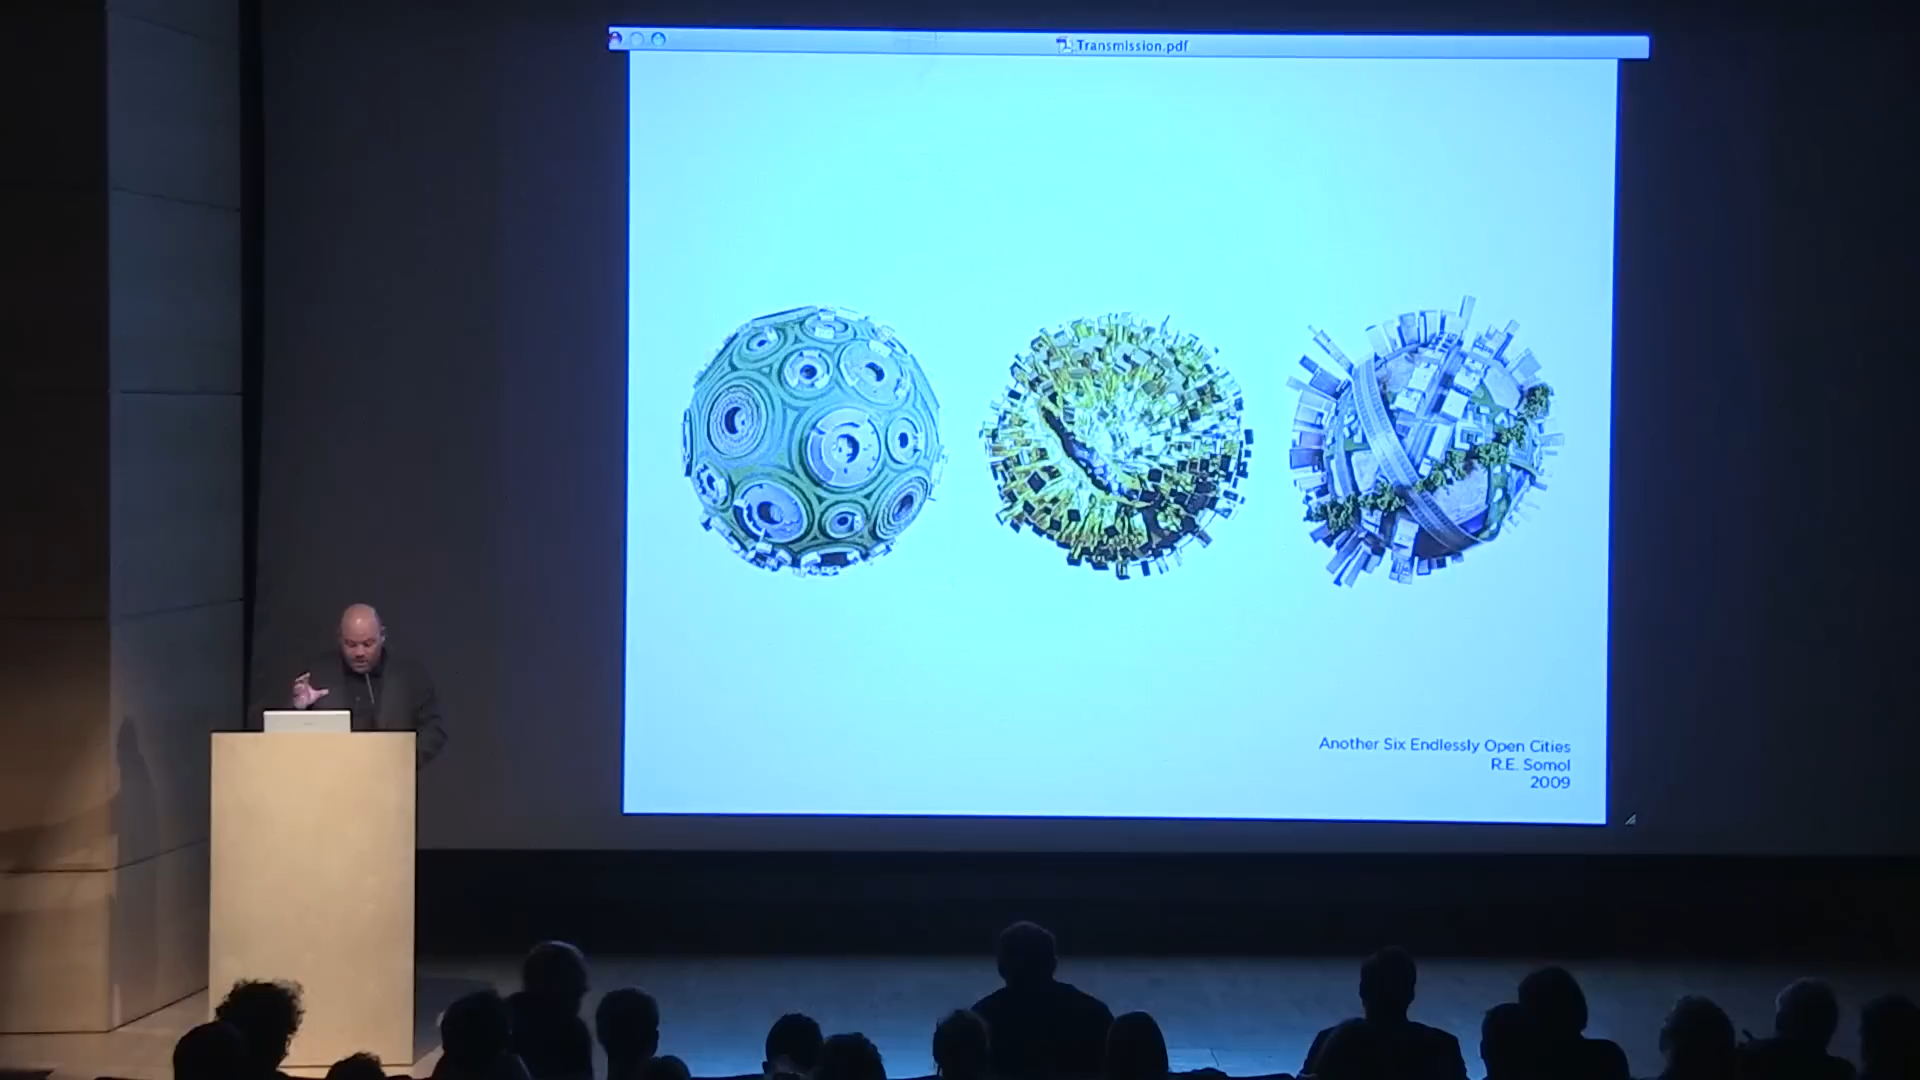 Transmission.pdf
Another Six Endlessly Open Cities
R.E. Somol
2009